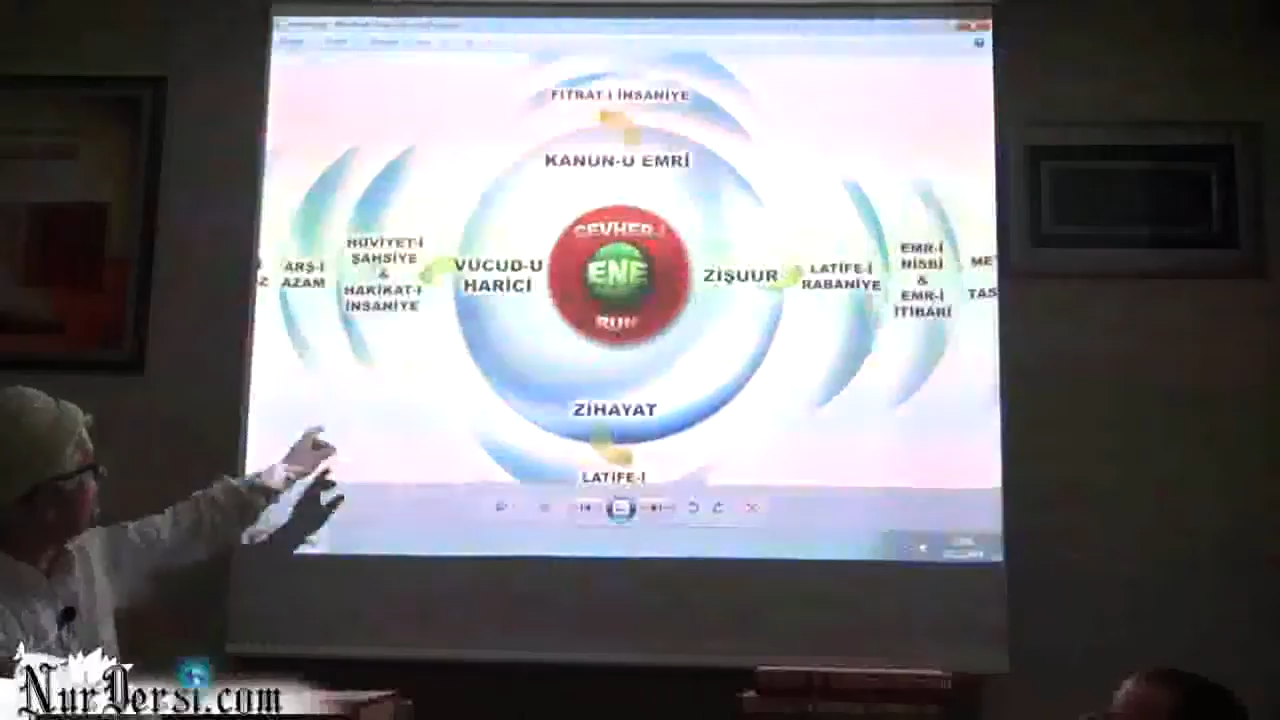 FITRAT-I İNSANİYE
KANUN-U EMRİ
CEVHER-İ
ENE
RUH
VÜCUD-U
HARİCİ
ZİŞUUR
HÜVİYET-İ
ŞAHSİYE
&
HAKİKAT-İ
İNSANİYE
ARŞ-I
AZAM
Z
LATİFE-İ
RABANİYE
EMR-İ
NİSBİ
&
EMR-İ
İTİBARİ
ME
TAS
ZİHAYAT
LATİFE-İ
NurDersi.com